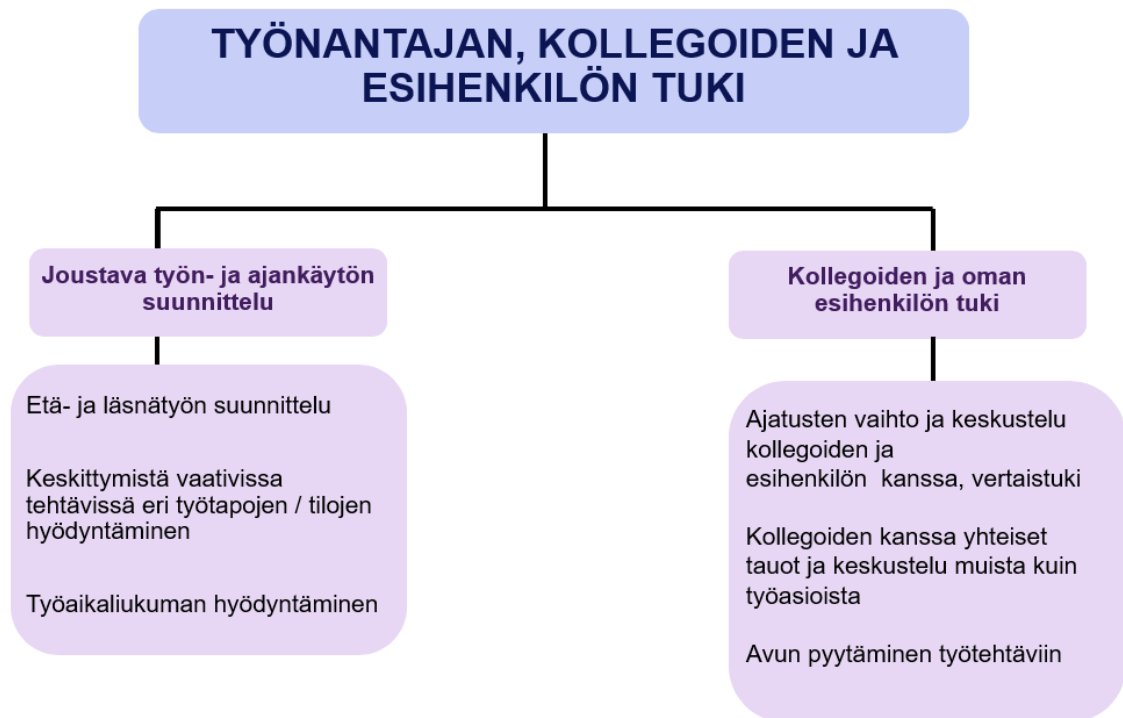 TYÖNANTAJAN, KOLLEGOIDEN JA
ESIHENKILÖN TUKI
Joustava työn- ja ajankäytön
suunnittelu
Etä- ja läsnätyön suunnittelu
Keskittymistä vaativissa
tehtävissä eri työtapojen / tilojen
hyödyntäminen
Työaikaliukuman hyödyntäminen
Kollegoiden ja oman
esihenkilön tuki
Ajatusten vaihto ja keskustelu
kollegoiden ja
esihenkilön kanssa, vertaistuki
Kollegoiden kanssa yhteiset
tauot ja keskustelu muista kuin
työasioista
Avun pyytäminen työtehtäviin